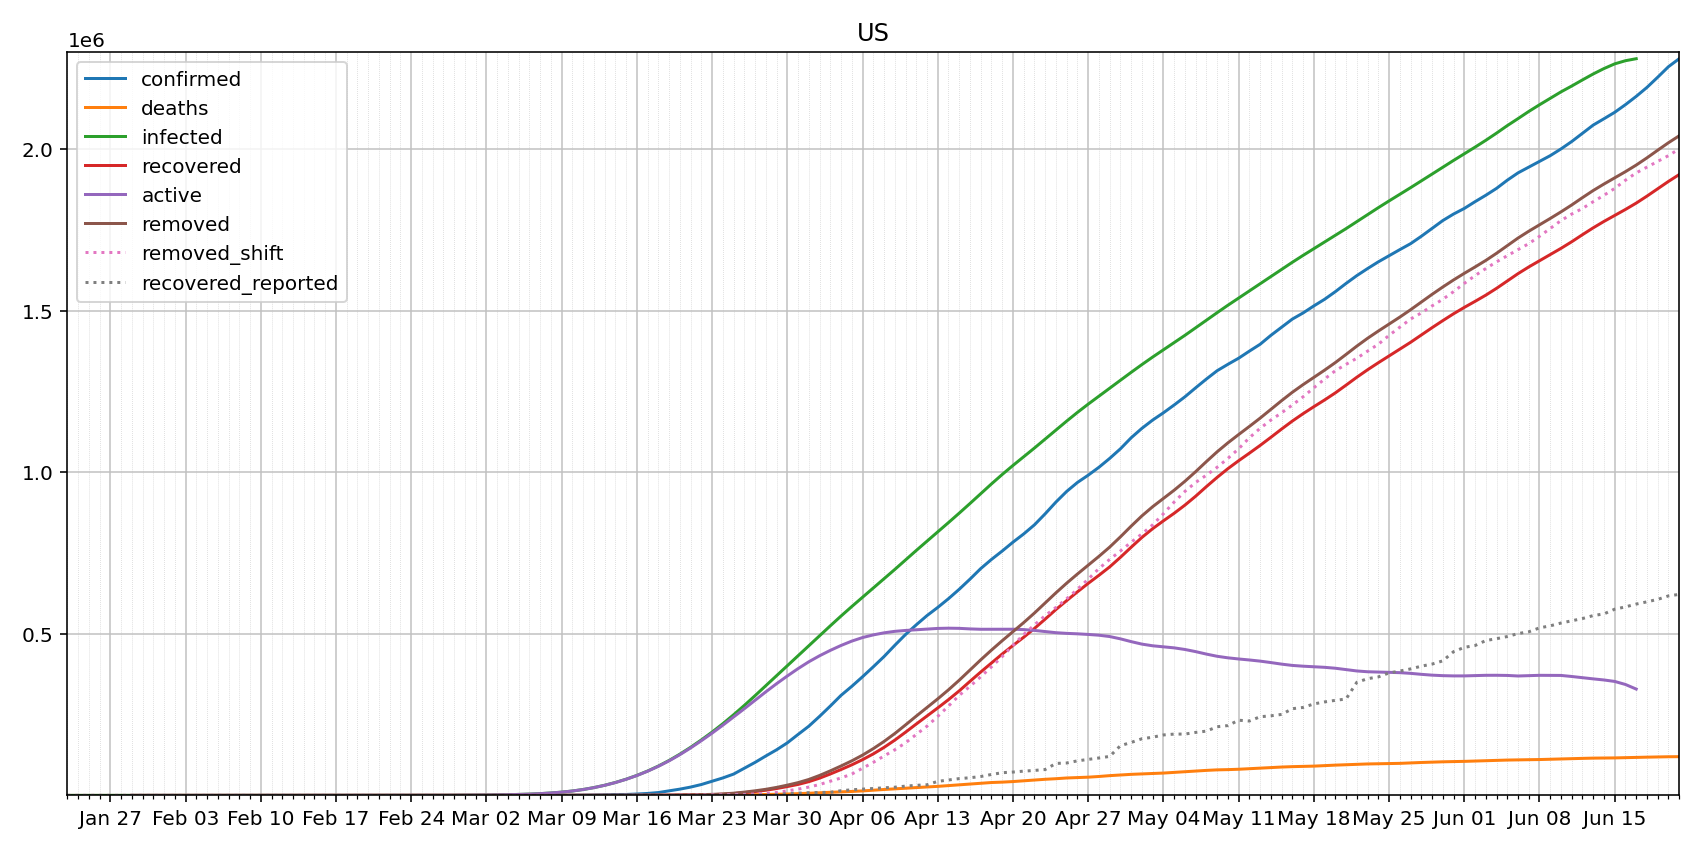 US
1e6
confirmed
deaths
infected
recovered
active
removed
removed_shift
recovered_reported
2.0
1.5
1.0
0.5
Jan 27 Feb 03 Feb 10 Feb 17 Feb 24 Mar 02 Mar 09 Mar 16 Mar 23 Mar 30 Apr 06 Apr 13 Apr 20 Apr 27 May 04 May 11 May 18 May 25 Jun 01 Jun 08 Jun 15